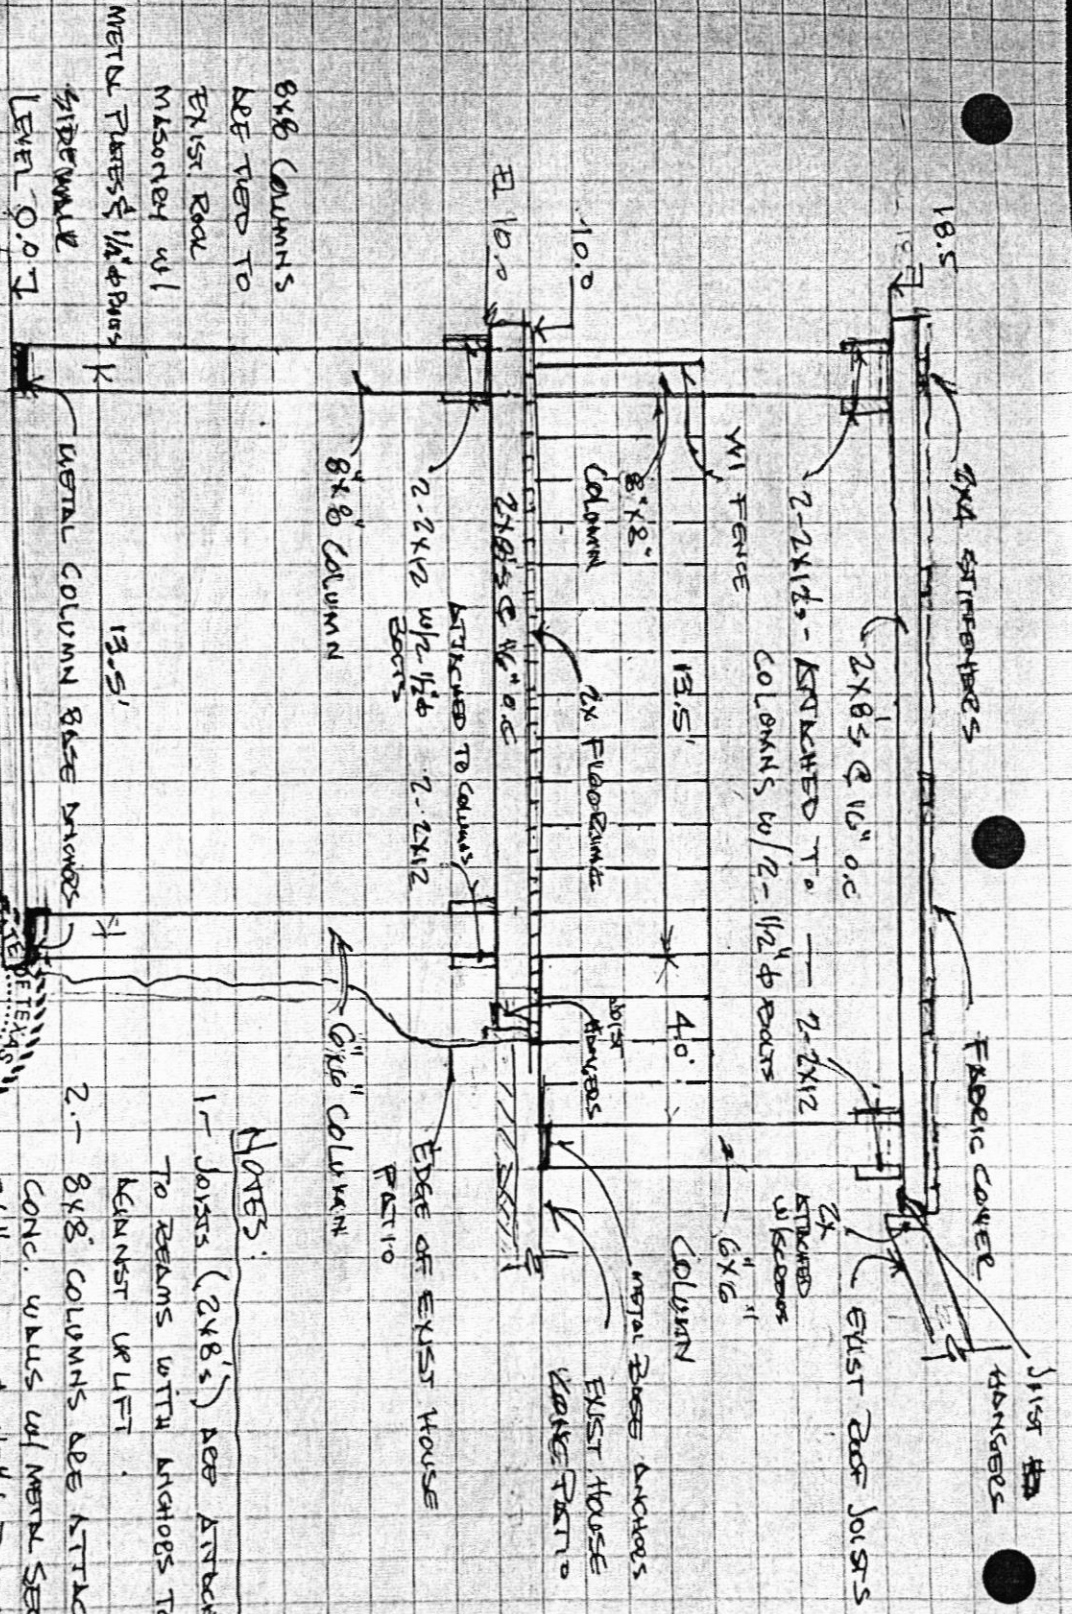 18.5
2X4 STIFFENERS
FABRIC COVER
JOIST
HANGERS
2X8'S @ 16" O.C
2-2X12s - ATTACHED TO
COLUMNS W/ 2- 1/2" Φ BOLTS
2-2X12
EXIST ROOF JOISTS
2X
ATTACHED
W/SCREWS
WI FENCE
8"X8"
COLUMN
13.5'
4.0'
6"X6"
COLUMN
10.0
El 10.0
2X FLOORING
JOIST
HANGERS
METAL BASE ANCHORS
EXIST HOUSE
CONC PATIO
2X8'S @ 16" O.C
2-2X12 W/2-1/2"Φ
BOLTS
ATTACHED TO COLUMNS
2-2X12
EDGE OF EXIST HOUSE
PATIO
8"X8" COLUMN
6"X6" COLUMN
8X8 COLUMNS
ARE TIED TO
EXIST. ROCK
MASONRY W/
METAL PLATES & 1/2"Φ Bolts
SIDEWALK
LEVEL 0.0
METAL COLUMN BASE ANCHORS
13.5'
NOTES:
1- JOISTS (2X8's) ARE
TO BEAMS WITH ANCHORS
AGAINST UPLIFT.
2.- 8X8" COLUMNS ARE
CONC. WALLS W/ METAL
OF TEXAS